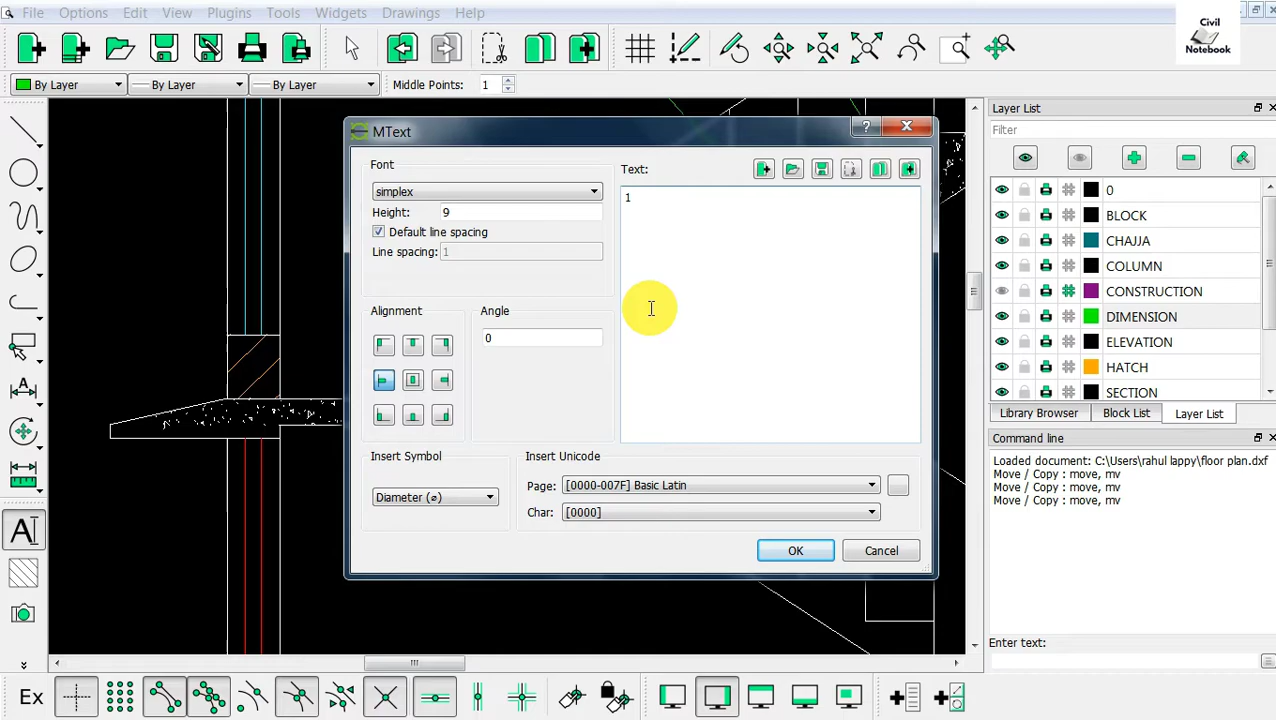 File Options Edit View Plugins Tools Widgets Drawings Help
Civil
Notebook
By Layer By Layer By Layer Middle Points: 1
Layer List
Filter
0
BLOCK
CHAJJA
COLUMN
CONSTRUCTION
DIMENSION
ELEVATION
HATCH
SECTION
Library Browser Block List Layer List
Command line
Loaded document: C:\Users\rahul lappy\floor plan.dxf
Move / Copy : move, mv
Move / Copy : move, mv
Move / Copy : move, mv
Enter text:
MText
Font
simplex
Height: 9
Default line spacing
Line spacing: 1
Text:
1
Alignment
Angle
0
Insert Symbol
Diameter (ø)
Insert Unicode
Page: [0000-007F] Basic Latin
Char: [0000]
OK Cancel
A
Ex